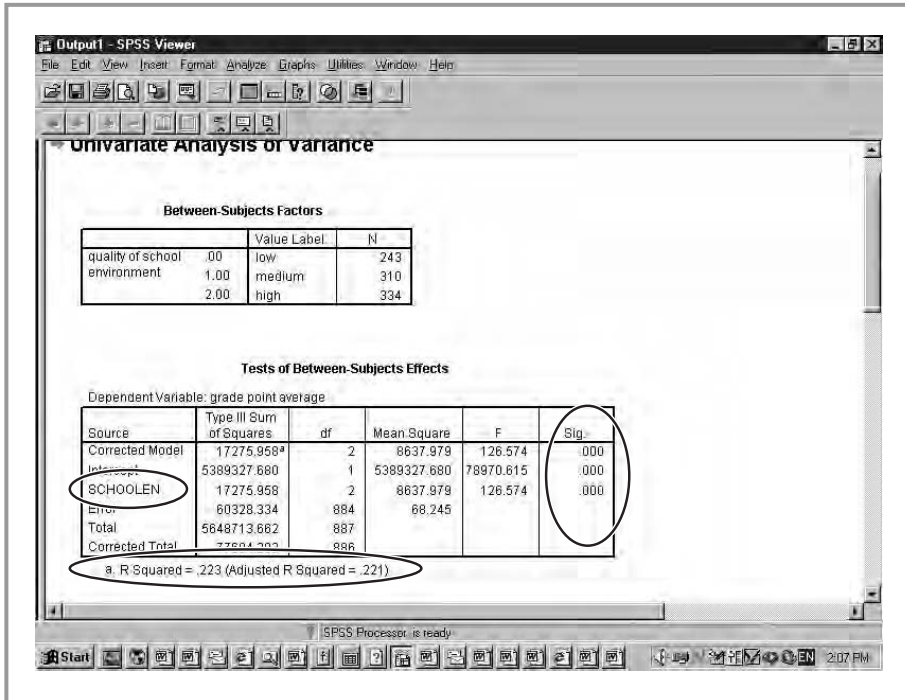 Output1 - SPSS Viewer
File Edit View Insert Format Analyze Graphs Utilities Window Help
Univariate Analysis of Variance
Between-Subjects Factors
Value Label N
quality of school environment .00 low 243
1.00 medium 310
2.00 high 334
Tests of Between-Subjects Effects
Dependent Variable: grade point average
Source Type III Sum of Squares df Mean Square F Sig.
Corrected Model 17275.958a 2 8637.979 126.574 .000
Intercept 5389327.680 1 5389327.680 78970.615 .000
SCHOOLEN 17275.958 2 8637.979 126.574 .000
Error 60328.334 884 68.245
Total 5648713.662 887
Corrected Total 886
a. R Squared = .223 (Adjusted R Squared = .221)
SPSS Processor is ready
Start EN 2:07 PM